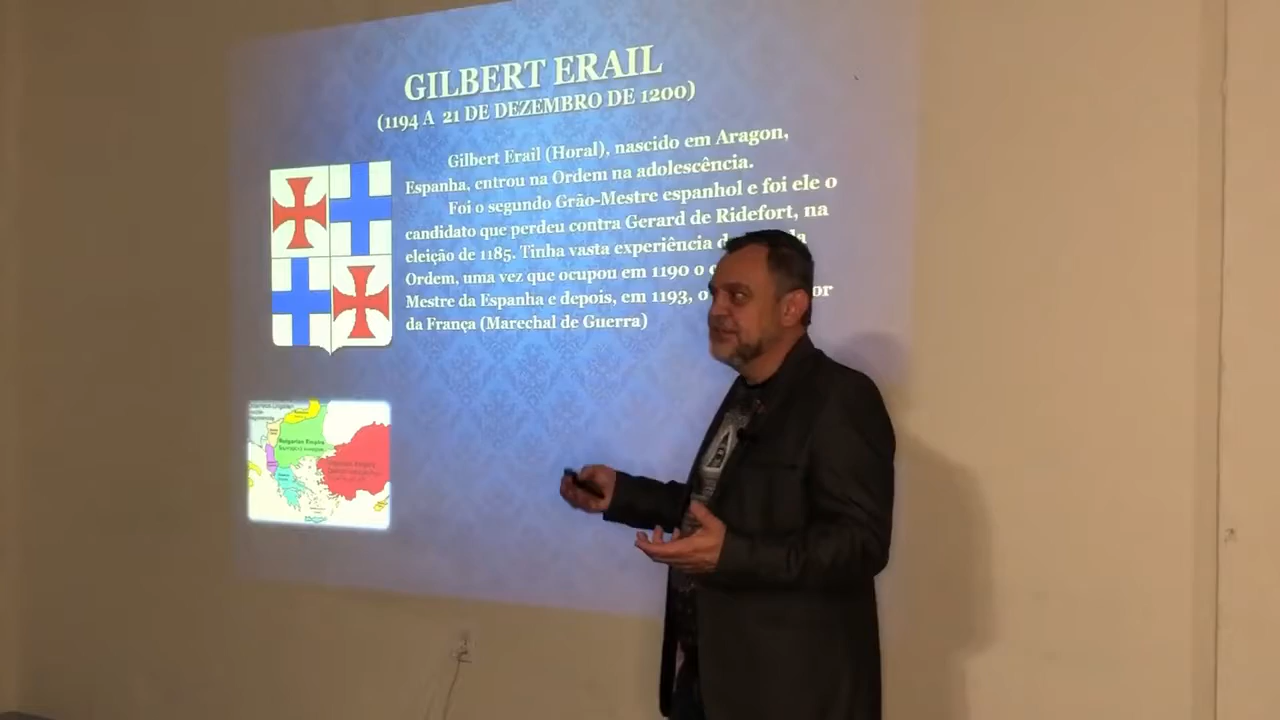 GILBERT ERAIL
(1194 A 21 DE DEZEMBRO DE 1200)
Gilbert Erail (Horal), nascido em Aragon,
Espanha, entrou na Ordem na adolescência.
Foi o segundo Grão-Mestre espanhol e foi ele o
candidato que perdeu contra Gerard de Ridefort, na
eleição de 1185. Tinha vasta experiência
Ordem, uma vez que ocupou em 1190 o
Mestre da Espanha e depois, em 1193, o
da França (Marechal de Guerra)
Bulgarian Empire